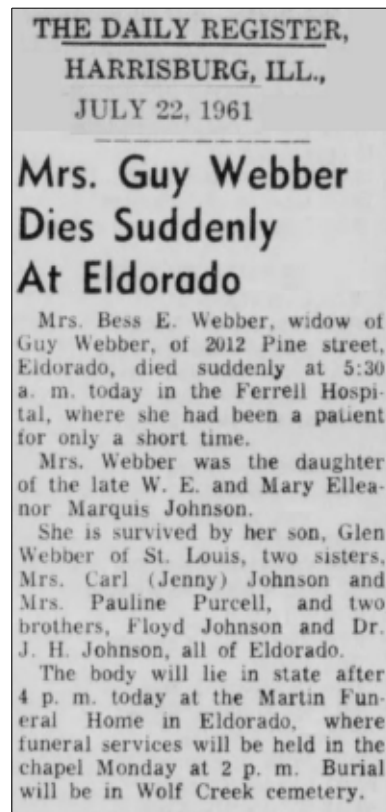 THE DAILY REGISTER,
HARRISBURG, ILL.,
JULY 22, 1961
Mrs. Guy Webber
Dies Suddenly
At Eldorado
Mrs. Bess E. Webber, widow of
Guy Webber, of 2012 Pine street,
Eldorado, died suddenly at 5:30
a. m. today in the Ferrell Hospi-
tal, where she had been a patient
for only a short time.
Mrs. Webber was the daughter
of the late W. E. and Mary Ellea-
nor Marquis Johnson.
She is survived by her son, Glen
Webber of St. Louis, two sisters,
Mrs. Carl (Jenny) Johnson and
Mrs. Pauline Purcell, and two
brothers, Floyd Johnson and Dr.
J. H. Johnson, all of Eldorado.
The body will lie in state after
4 p. m. today at the Martin Fun-
eral Home in Eldorado, where
funeral services will be held in the
chapel Monday at 2 p. m. Burial
will be in Wolf Creek cemetery.